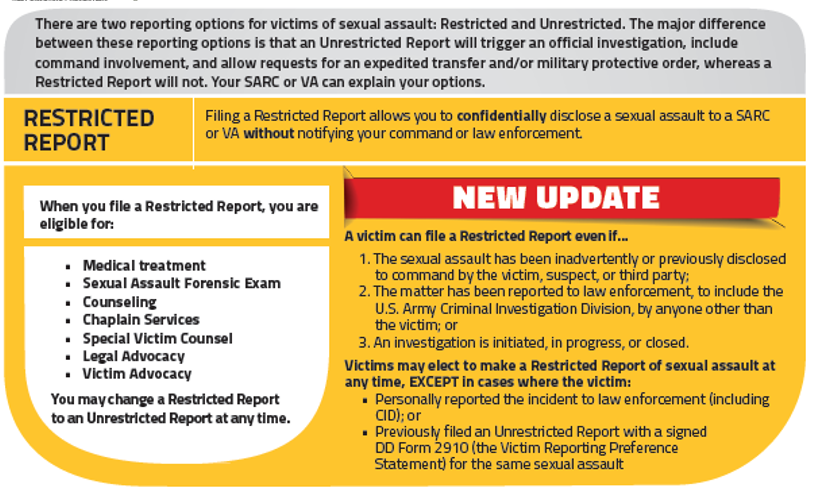 There are two reporting options for victims of sexual assault: Restricted and Unrestricted. The major difference
between these reporting options is that an Unrestricted Report will trigger an official investigation, include
command involvement, and allow requests for an expedited transfer and/or military protective order, whereas a
Restricted Report will not. Your SARC or VA can explain your options.
RESTRICTED
REPORT
Filing a Restricted Report allows you to confidentially disclose a sexual assault to a SARC
or VA without notifying your command or law enforcement.
When you file a Restricted Report, you are
eligible for:
▪ Medical treatment
▪ Sexual Assault Forensic Exam
▪ Counseling
▪ Chaplain Services
▪ Special Victim Counsel
▪ Legal Advocacy
▪ Victim Advocacy
You may change a Restricted Report
to an Unrestricted Report at any time.
NEW UPDATE
A victim can file a Restricted Report even if...
1. The sexual assault has been inadvertently or previously disclosed
to command by the victim, suspect, or third party;
2. The matter has been reported to law enforcement, to include the
U.S. Army Criminal Investigation Division, by anyone other than
the victim; or
3. An investigation is initiated, in progress, or closed.
Victims may elect to make a Restricted Report of sexual assault at
any time, EXCEPT in cases where the victim:
▪ Personally reported the incident to law enforcement (including
CID); or
▪ Previously filed an Unrestricted Report with a signed
DD Form 2910 (the Victim Reporting Preference
Statement) for the same sexual assault